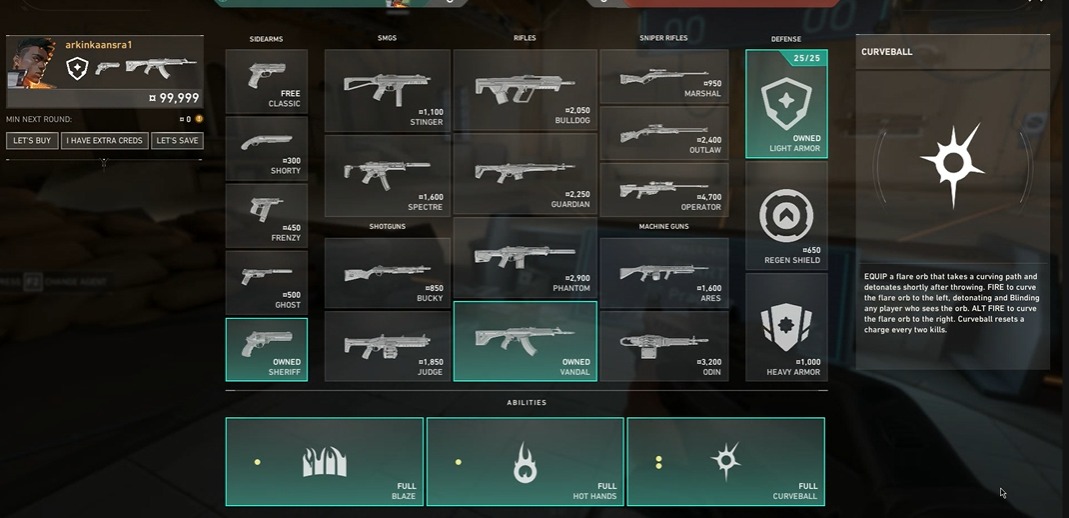 arkinkaansra1
¤ 99,999
MIN NEXT ROUND: ¤ 0
LET'S BUY
I HAVE EXTRA CREDS
LET'S SAVE
SIDEARMS
FREE
CLASSIC
¤300
SHORTY
¤450
FRENZY
¤500
GHOST
OWNED
SHERIFF
SMGS
¤1,100
STINGER
¤1,600
SPECTRE
SHOTGUNS
¤850
BUCKY
¤1,850
JUDGE
RIFLES
¤2,050
BULLDOG
¤2,250
GUARDIAN
¤2,900
PHANTOM
OWNED
VANDAL
SNIPER RIFLES
¤950
MARSHAL
¤2,400
OUTLAW
¤4,700
OPERATOR
MACHINE GUNS
¤1,600
ARES
¤3,200
ODIN
DEFENSE
25/25
OWNED
LIGHT ARMOR
¤650
REGEN SHIELD
¤1,000
HEAVY ARMOR
CURVEBALL
EQUIP a flare orb that takes a curving path and
detonates shortly after throwing. FIRE to curve
the flare orb to the left, detonating and Blinding
any player who sees the orb. ALT FIRE to curve
the flare orb to the right. Curveball resets a
charge every two kills.
F2 CHANGE AGENT
ABILITIES
FULL
BLAZE
FULL
HOT HANDS
FULL
CURVEBALL